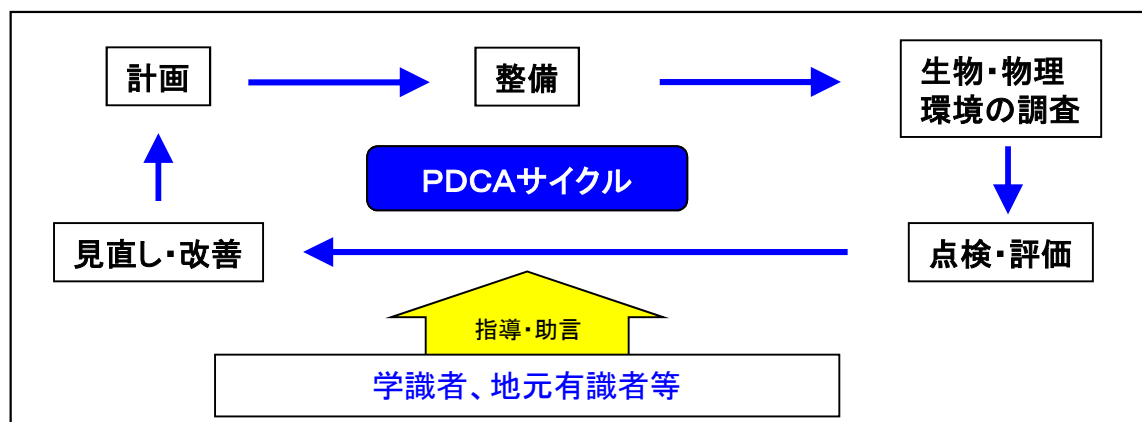 計画
整備
生物・物理
環境の調査
PDCAサイクル
見直し・改善
点検・評価
指導・助言
学識者、地元有識者等